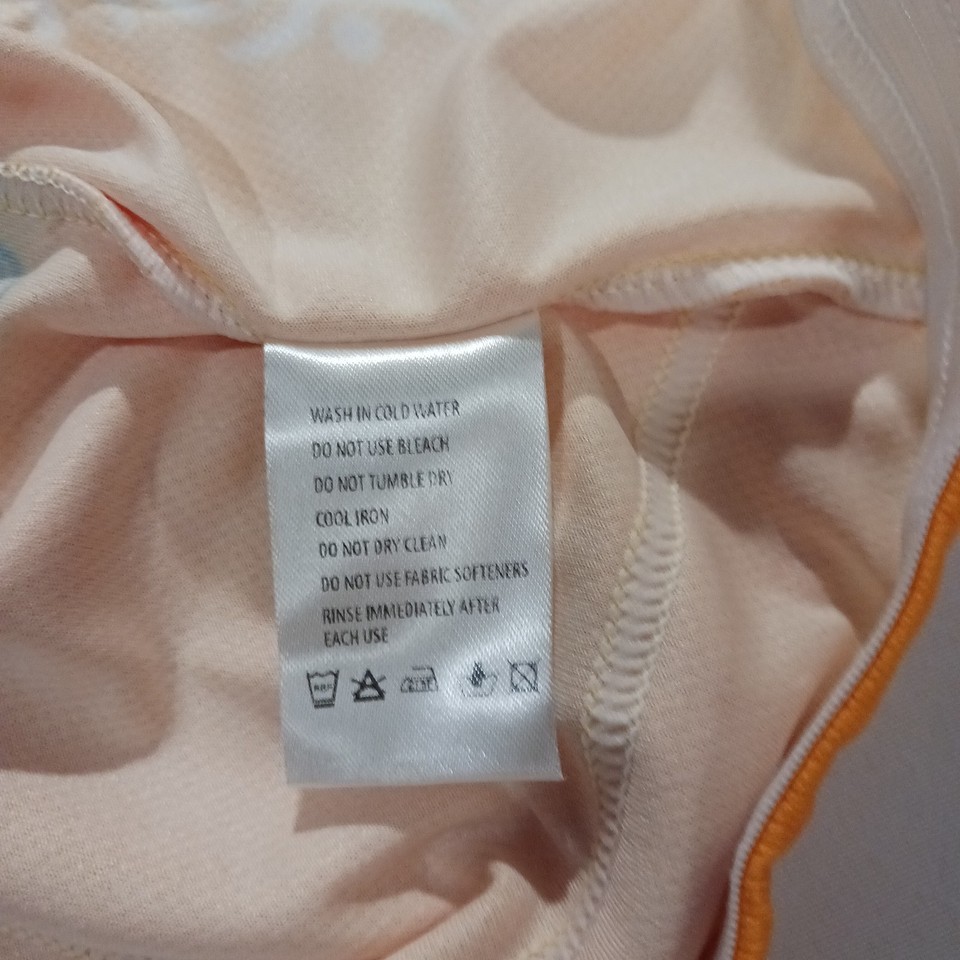 WASH IN COLD WATER
DO NOT USE BLEACH
DO NOT TUMBLE DRY
COOL IRON
DO NOT DRY CLEAN
DO NOT USE FABRIC SOFTENERS
RINSE IMMEDIATELY AFTER
EACH USE